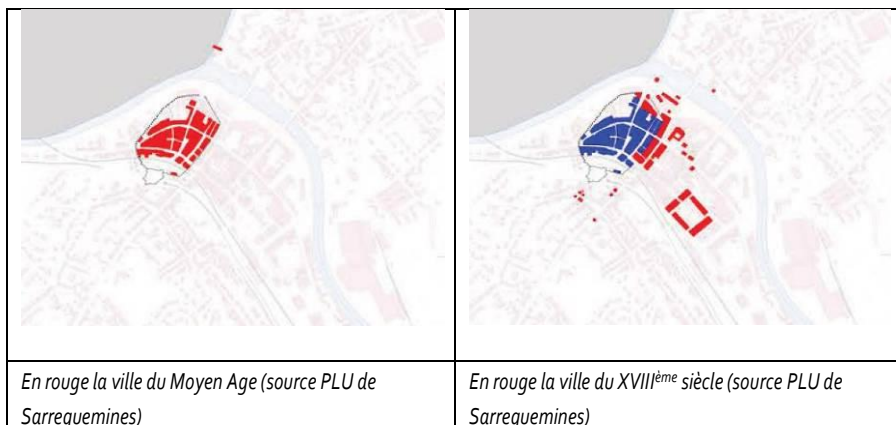 En rouge la ville du Moyen Age (source PLU de
Sarreguemines)
En rouge la ville du XVIIIème siècle (source PLU de
Sarreguemines)